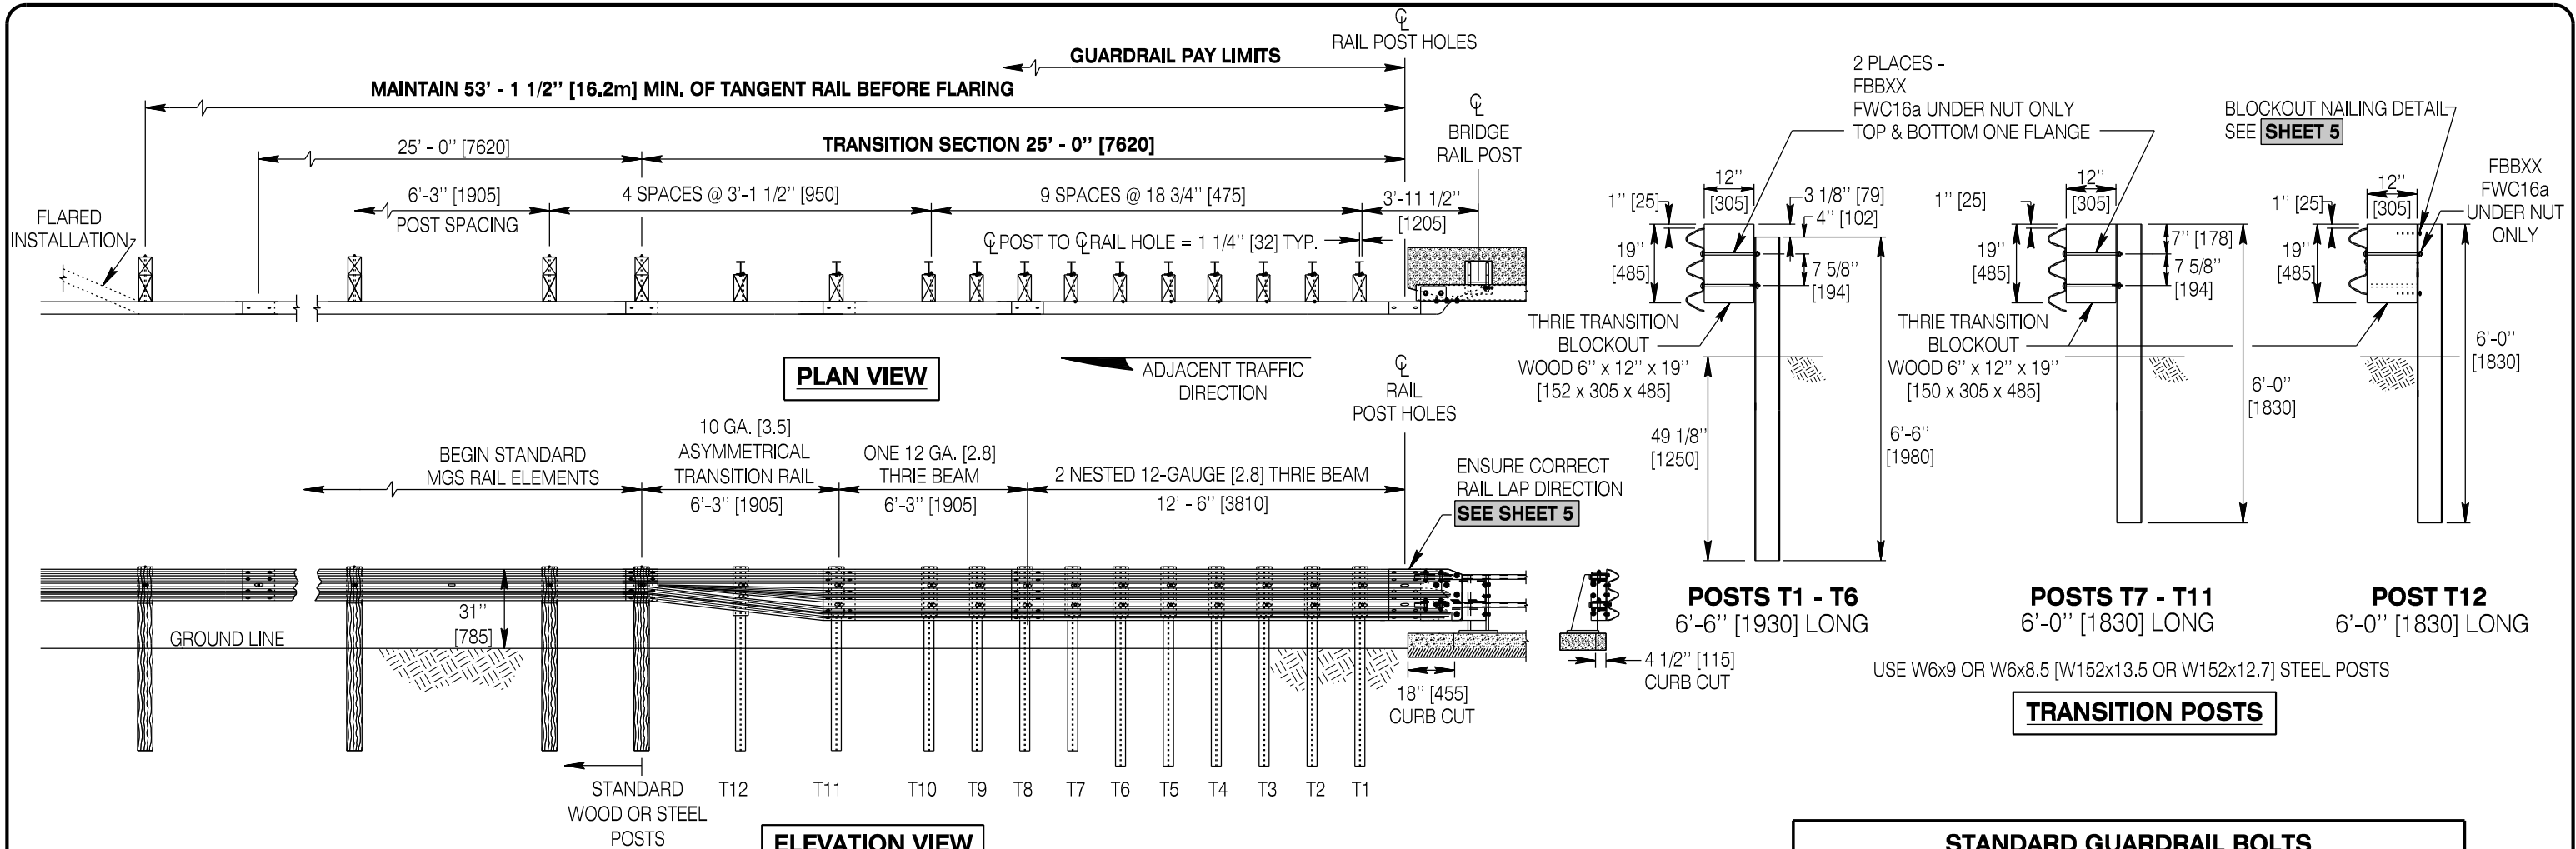 ℄
RAIL POST HOLES
GUARDRAIL PAY LIMITS
MAINTAIN 53' - 1 1/2" [16.2m] MIN. OF TANGENT RAIL BEFORE FLARING
℄
BRIDGE
RAIL POST
25' - 0" [7620]
TRANSITION SECTION 25' - 0" [7620]
6'-3" [1905]
POST SPACING
4 SPACES @ 3'-1 1/2" [950]
9 SPACES @ 18 3/4" [475]
3'-11 1/2"
[1205]
FLARED
INSTALLATION
℄ POST TO ℄ RAIL HOLE = 1 1/4" [32] TYP.
PLAN VIEW
ADJACENT TRAFFIC
DIRECTION
℄
RAIL
POST HOLES
BEGIN STANDARD
MGS RAIL ELEMENTS
10 GA. [3.5]
ASYMMETRICAL
TRANSITION RAIL
6'-3" [1905]
ONE 12 GA. [2.8]
THRIE BEAM
6'-3" [1905]
2 NESTED 12-GAUGE [2.8] THRIE BEAM
12' - 6" [3810]
ENSURE CORRECT
RAIL LAP DIRECTION
SEE SHEET 5
31"
[785]
GROUND LINE
18" [455]
CURB CUT
4 1/2" [115]
CURB CUT
STANDARD
WOOD OR STEEL
POSTS
T12
T11
T10
T9
T8
T7
T6
T5
T4
T3
T2
T1
ELEVATION VIEW
2 PLACES -
FBBXX
FWC16a UNDER NUT ONLY
TOP & BOTTOM ONE FLANGE
BLOCKOUT NAILING DETAIL
SEE SHEET 5
FBBXX
FWC16a
UNDER NUT
ONLY
1" [25]
12"
[305]
3 1/8" [79]
4" [102]
19"
[485]
7 5/8"
[194]
THRIE TRANSITION
BLOCKOUT
WOOD 6" x 12" x 19"
[152 x 305 x 485]
49 1/8"
[1250]
6'-6"
[1980]
POSTS T1 - T6
6'-6" [1930] LONG
1" [25]
12"
[305]
7" [178]
19"
[485]
7 5/8"
[194]
THRIE TRANSITION
BLOCKOUT
WOOD 6" x 12" x 19"
[150 x 305 x 485]
6'-0"
[1830]
POSTS T7 - T11
6'-0" [1830] LONG
1" [25]
12"
[305]
19"
[485]
6'-0"
[1830]
POST T12
6'-0" [1830] LONG
USE W6x9 OR W6x8.5 [W152x13.5 OR W152x12.7] STEEL POSTS
TRANSITION POSTS
STANDARD GUARDRAIL BOLTS